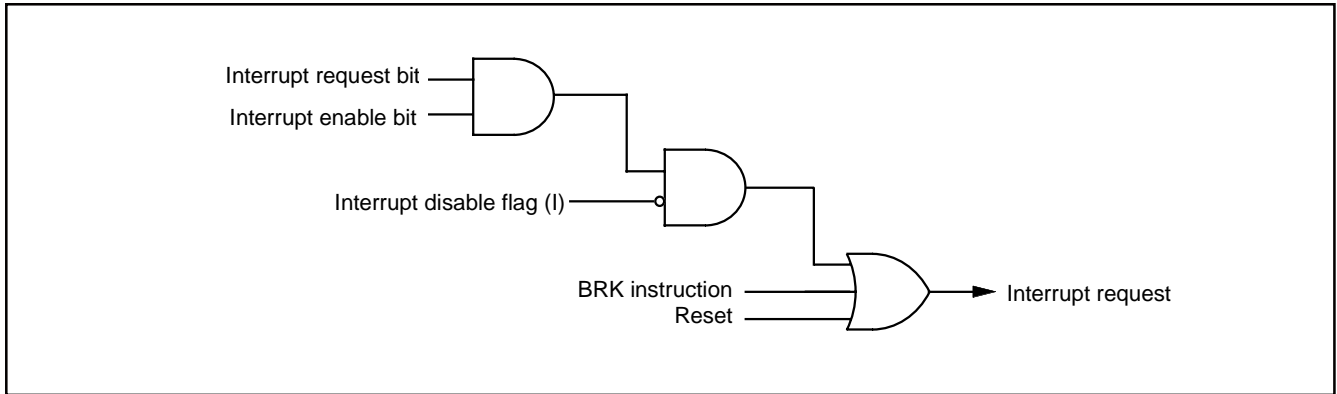 Interrupt request bit
Interrupt enable bit
Interrupt disable flag (I)
BRK instruction
Reset
Interrupt request